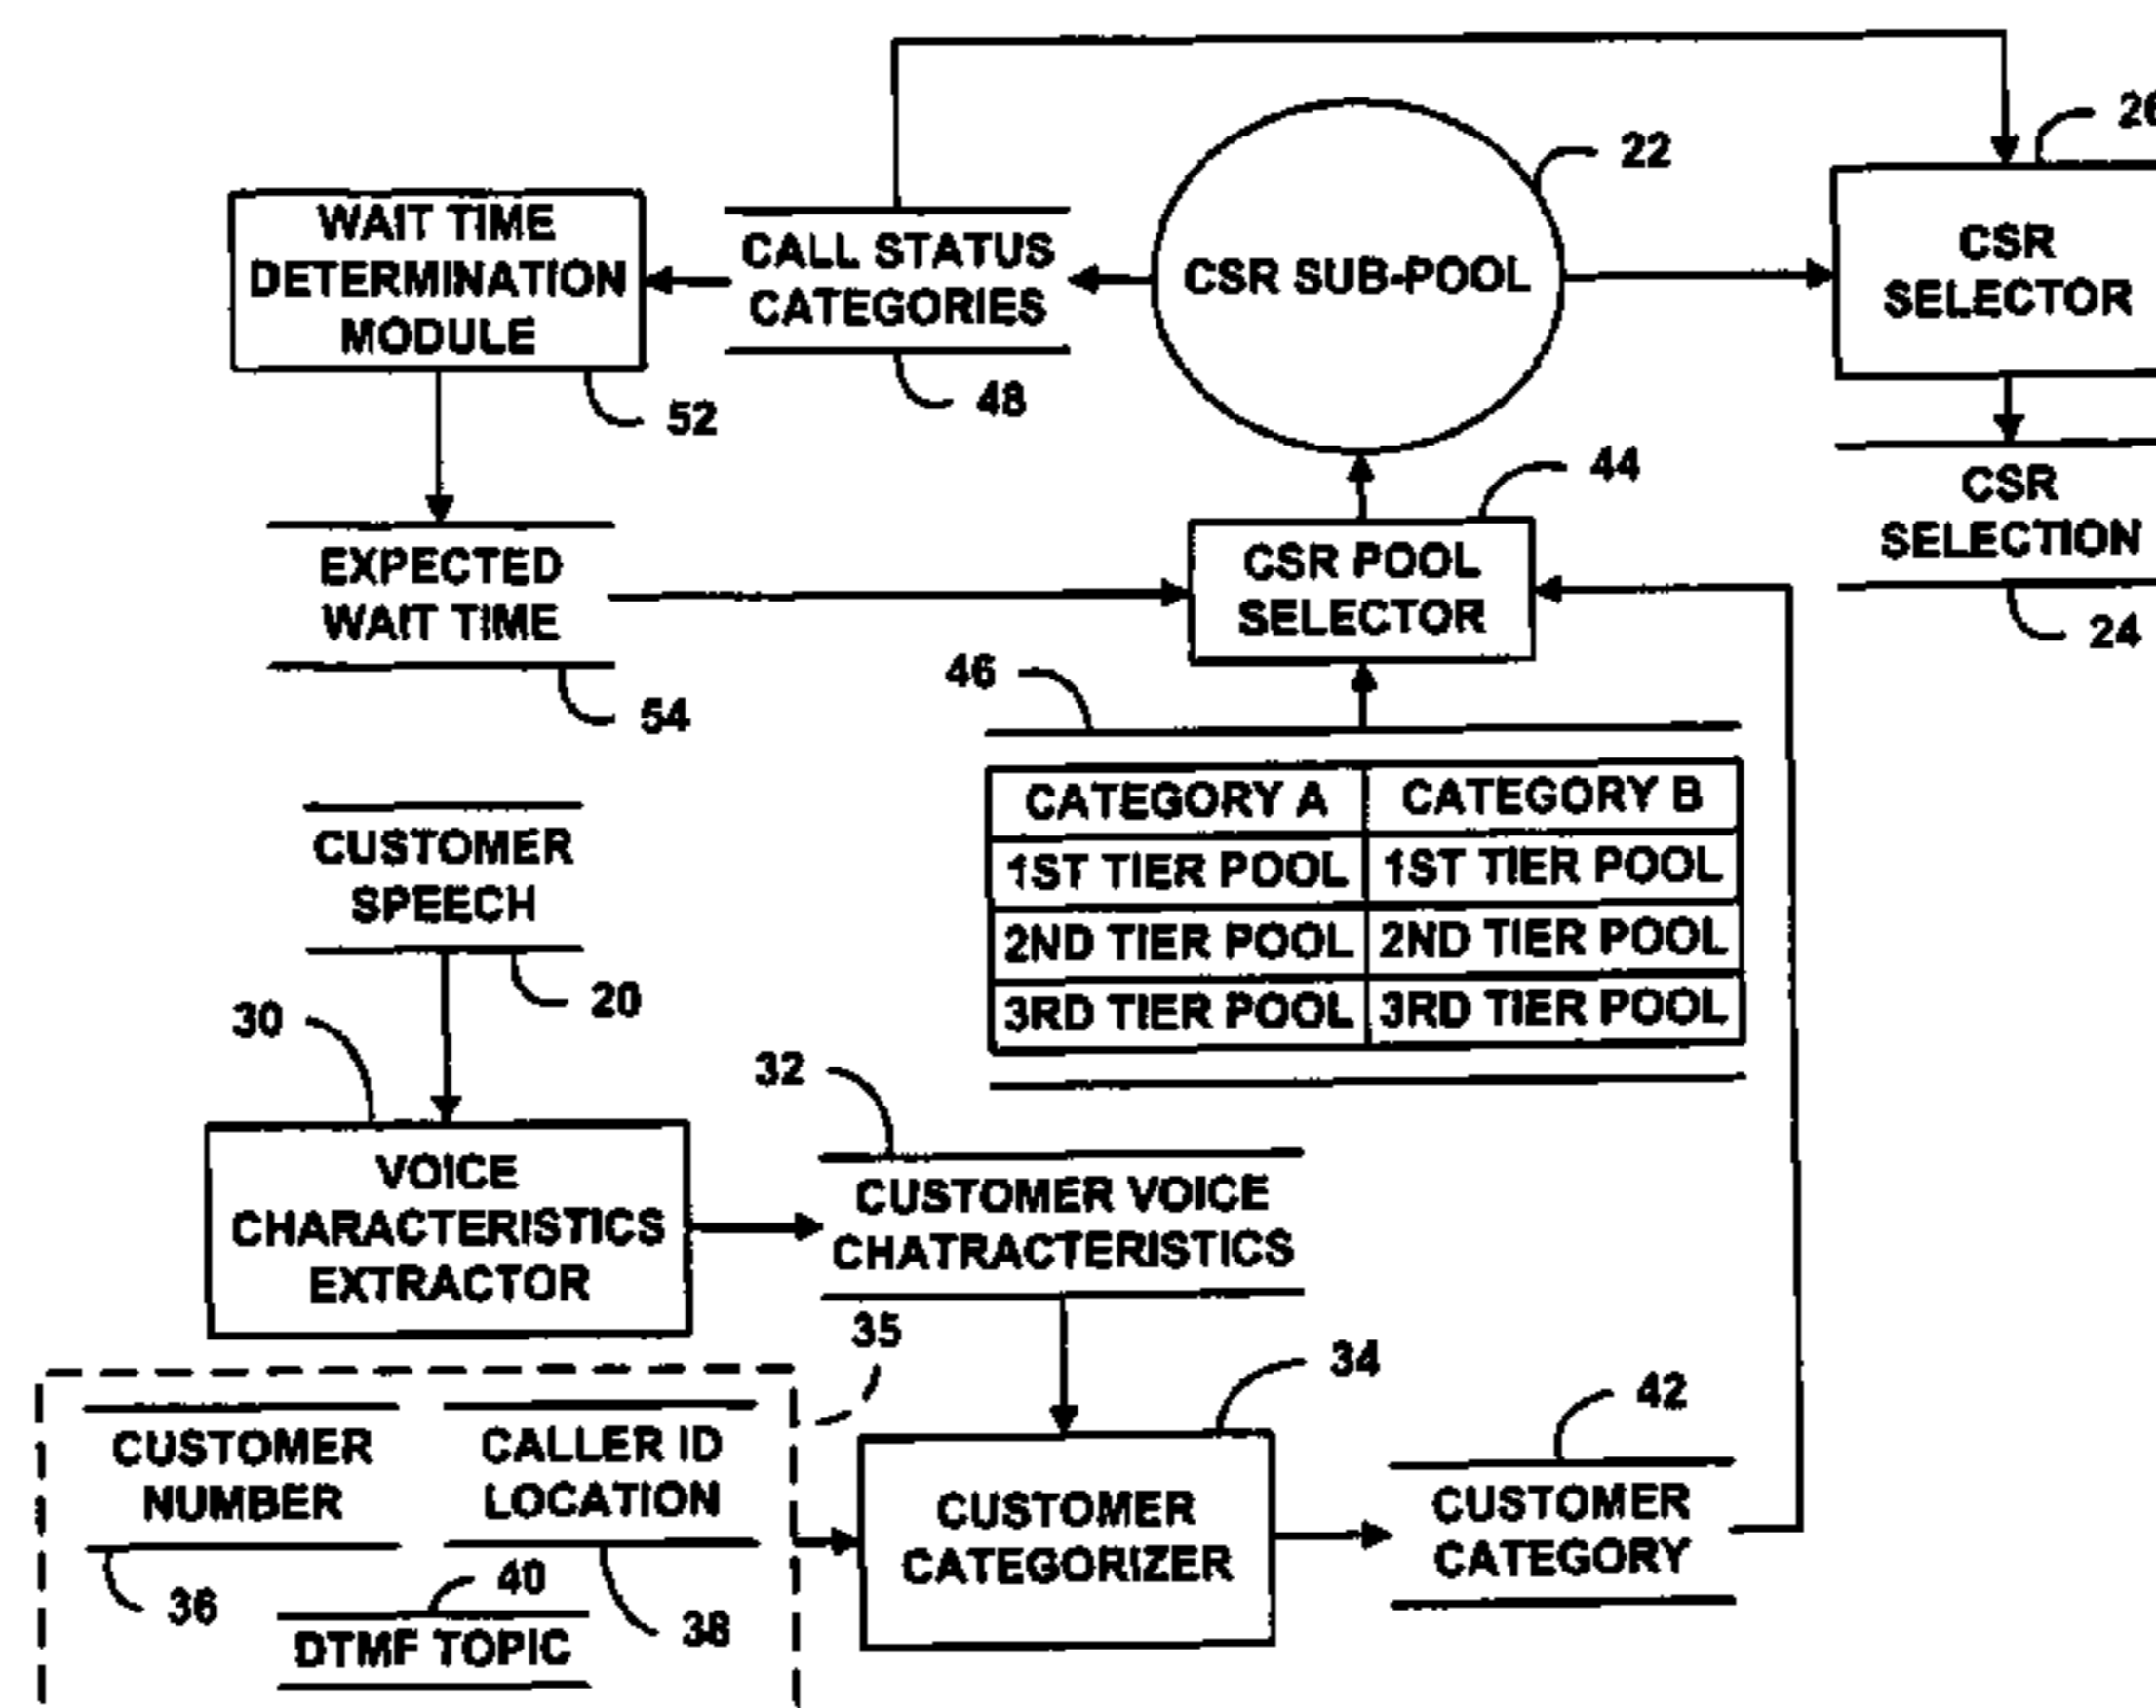 WAIT TIME
DETERMINATION
MODULE
52
CALL STATUS
CATEGORIES
48
CSR SUB-POOL
22
CSR
SELECTOR
CSR
SELECTION
24
EXPECTED
WAIT TIME
54
CSR POOL
SELECTOR
44
46
CATEGORY A CATEGORY B
1ST TIER POOL 1ST TIER POOL
2ND TIER POOL 2ND TIER POOL
3RD TIER POOL 3RD TIER POOL
CUSTOMER
SPEECH
20
30
VOICE
CHARACTERISTICS
EXTRACTOR
32
CUSTOMER VOICE
CHATRACTERISTICS
35
CUSTOMER
NUMBER
36
CALLER ID
LOCATION
38
40
DTMF TOPIC
34
CUSTOMER
CATEGORIZER
42
CUSTOMER
CATEGORY